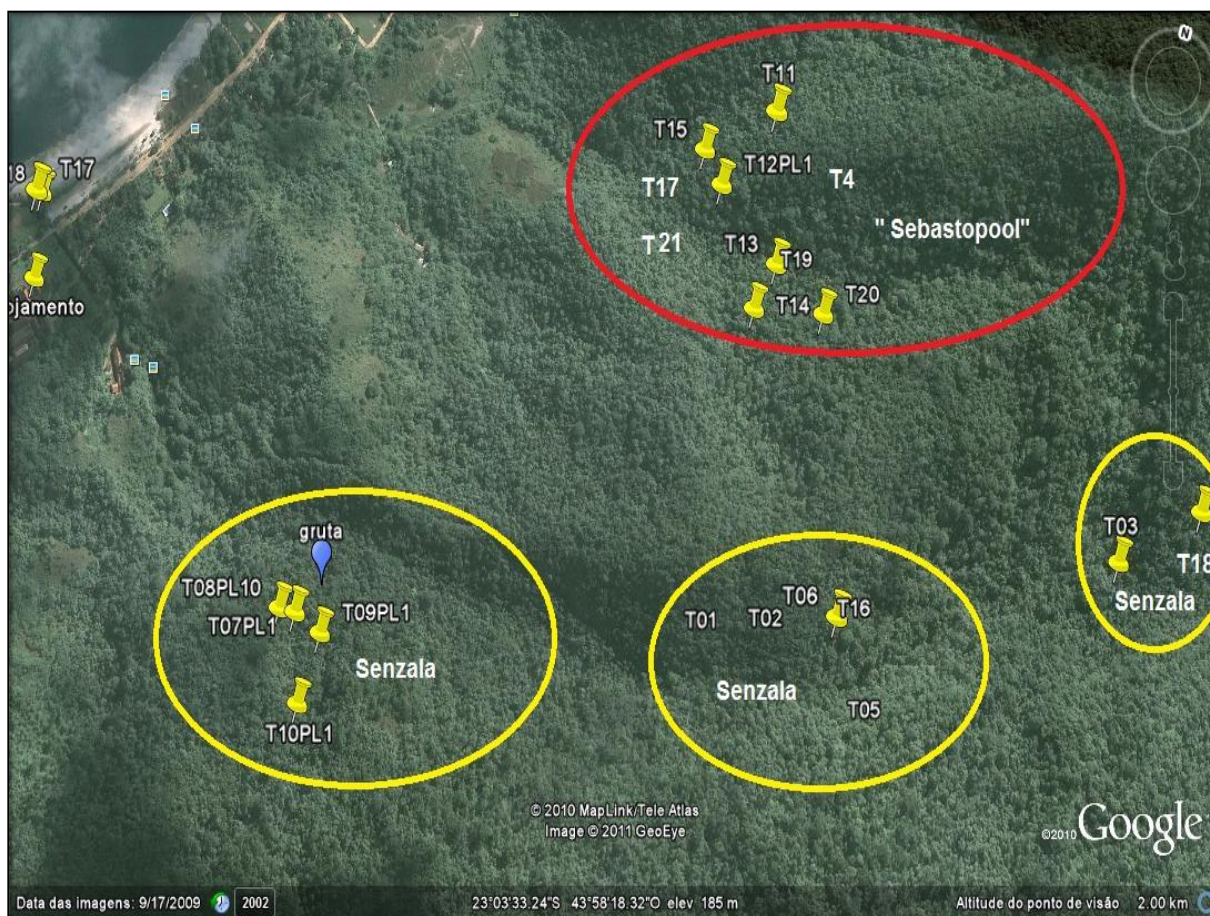 N
T11
T15
T12PL1
T17
T4
" Sebastopool"
T 21
T13
T19
T14
T20
18
T17
ojamento
gruta
T08PL10
T07PL1
T09PL1
Senzala
T10PL1
T01
T02
T06
T16
Senzala
T05
T03
T18
Senzala
© 2010 MapLink/Tele Atlas
Image © 2011 GeoEye
©2010 Google
Data das imagens: 9/17/2009 2002 23°03'33.24"S 43°58'18.32"O elev 185 m Altitude do ponto de visão 2.00 km